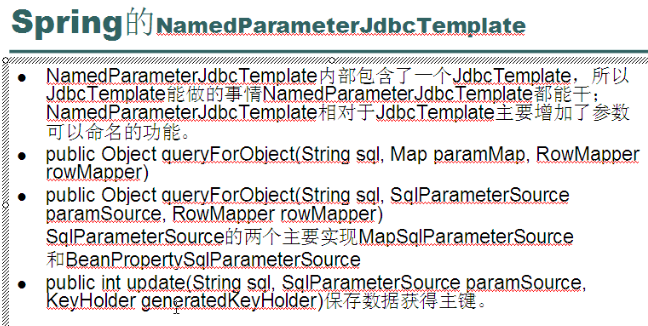 Spring的NamedParameterJdbcTemplate
NamedParameterJdbcTemplate内部包含了一个JdbcTemplate，所以
JdbcTemplate能做的事情NamedParameterJdbcTemplate都能干；
NamedParameterJdbcTemplate相对于JdbcTemplate主要增加了参数
可以命名的功能。
public Object queryForObject(String sql, Map paramMap, RowMapper
rowMapper)
public Object queryForObject(String sql, SqlParameterSource
paramSource, RowMapper rowMapper)
SqlParameterSource的两个主要实现MapSqlParameterSource
和BeanPropertySqlParameterSource
public int update(String sql, SqlParameterSource paramSource,
KeyHolder generatedKeyHolder)保存数据获得主键。